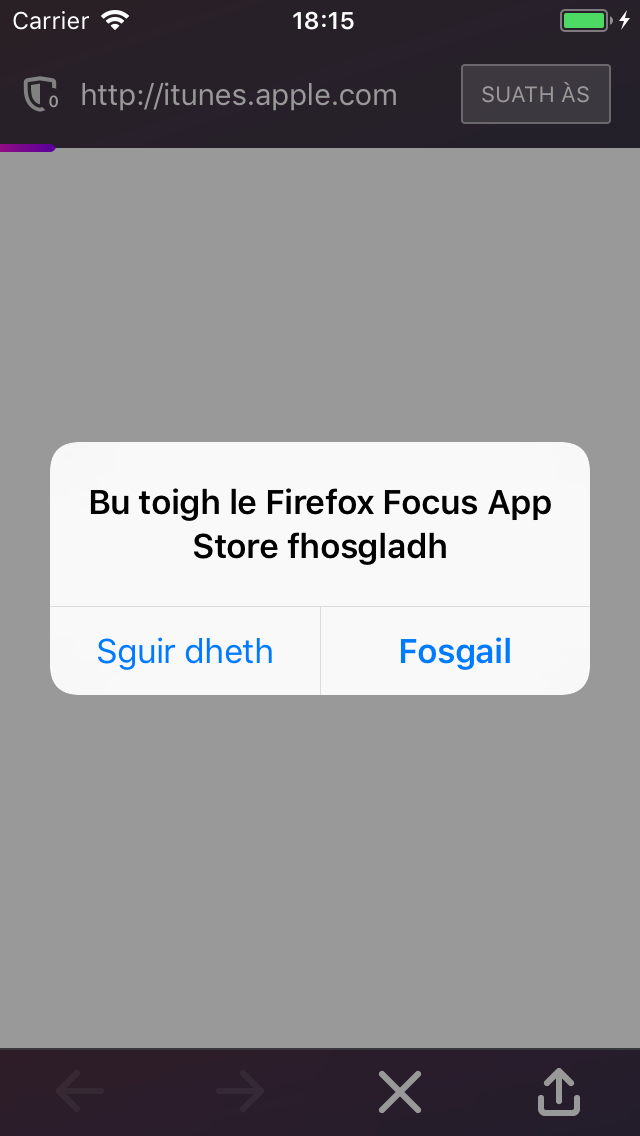 Carrier 18:15
0 http://itunes.apple.com SUATH ÀS
Bu toigh le Firefox Focus App
Store fhosgladh
Sguir dheth Fosgail